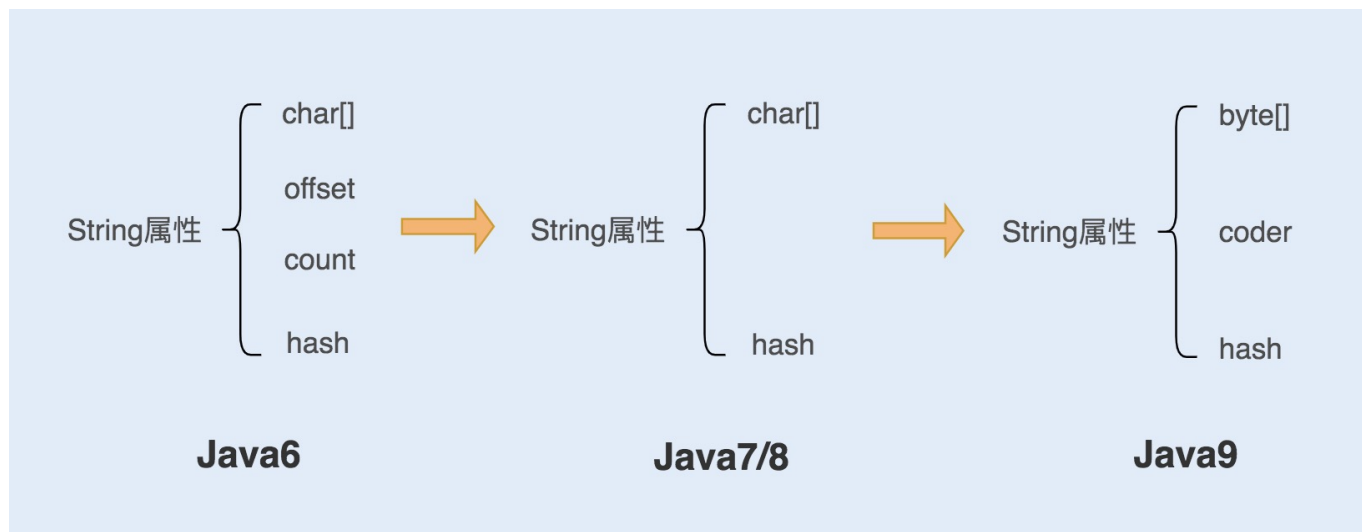 String属性
char[]
offset
count
hash
Java6
String属性
char[]
hash
Java7/8
String属性
byte[]
coder
hash
Java9